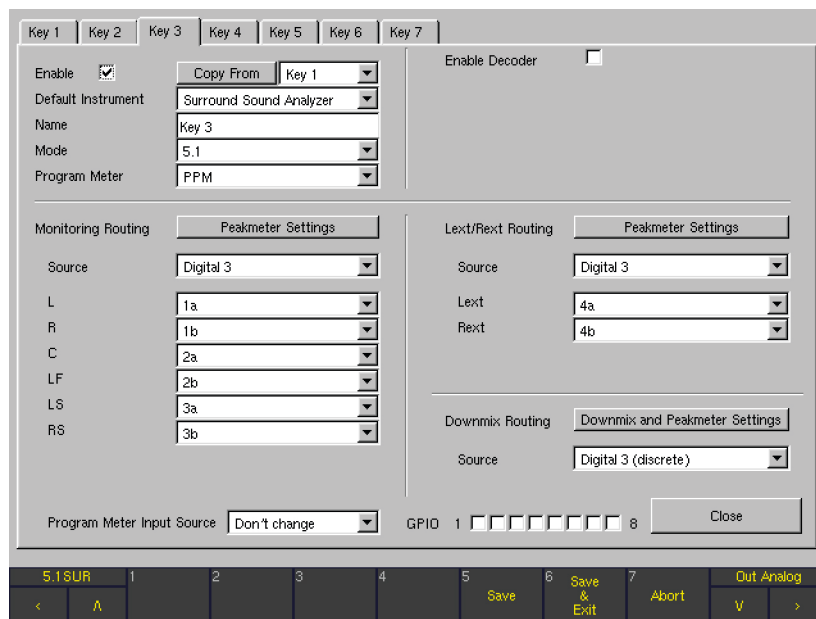 Key 1 Key 2 Key 3 Key 4 Key 5 Key 6 Key 7
Enable Copy From Key 1
Default Instrument Surround Sound Analyzer
Name Key 3
Mode 5.1
Program Meter PPM
Enable Decoder
Monitoring Routing Peakmeter Settings
Source Digital 3
L 1a
R 1b
C 2a
LF 2b
LS 3a
RS 3b
Lext/Rext Routing Peakmeter Settings
Source Digital 3
Lext 4a
Rext 4b
Downmix Routing Downmix and Peakmeter Settings
Source Digital 3 (discrete)
Program Meter Input Source Don't change
GPIO 1 8
Close
5.1SUR 1 2 3 4 5 Save 6 Save & Exit 7 Abort Out Analog
< Λ V >